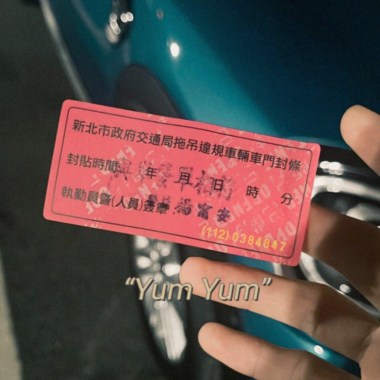 新北市政府交通局拖吊違規車輛車門封條
封貼時間 年 月 日 時 分
執勤員警(人員)簽章
(112)0384847
“Yum Yum”